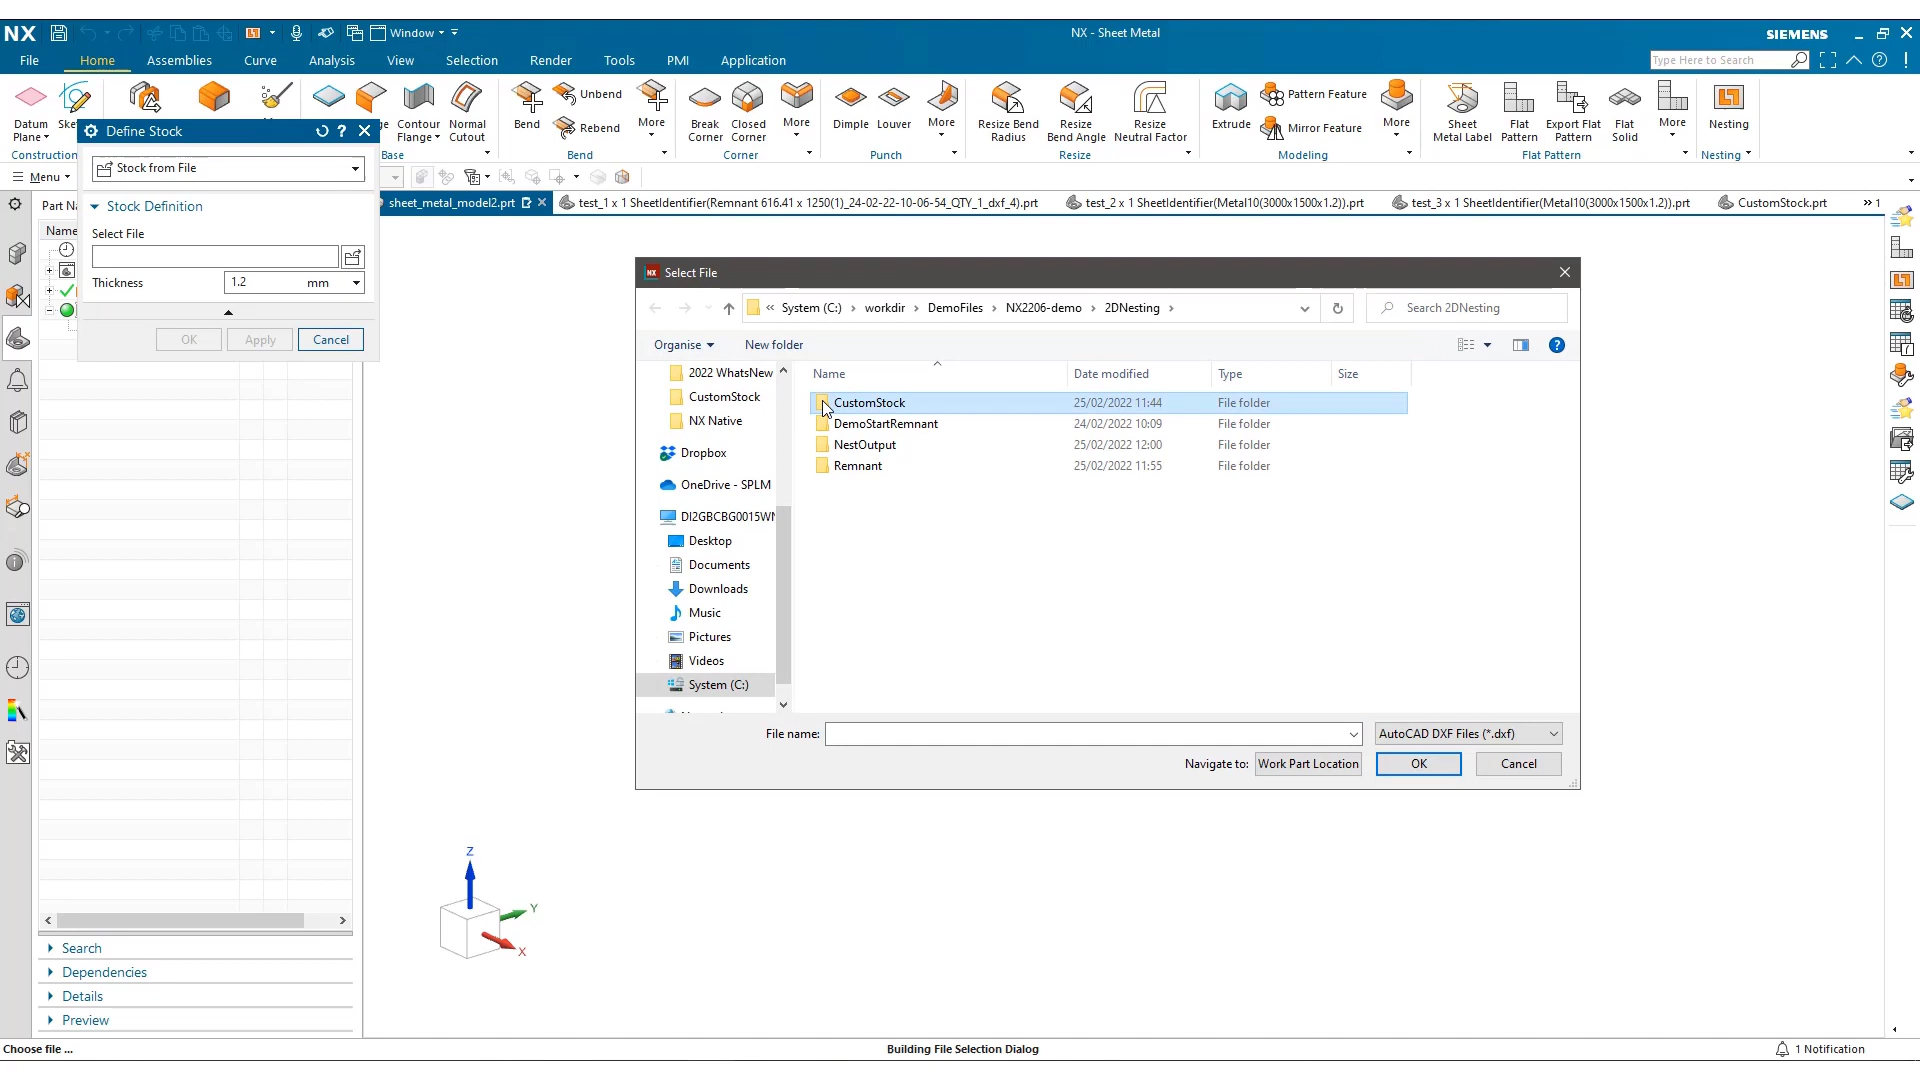 NX Window NX - Sheet Metal SIEMENS
File Home Assemblies Curve Analysis View Selection Render Tools PMI Application Type Here to Search
Datum Plane
Contour Flange
Normal Cutout
Bend
Unbend
Rebend
More
Break Corner
Closed Corner
More
Dimple
Louver
More
Resize Bend Radius
Resize Bend Angle
Resize Neutral Factor
Extrude
Pattern Feature
Mirror Feature
More
Sheet Metal Label
Flat Pattern
Export Flat Pattern
Flat Solid
More
Nesting
Construction Base Bend Corner Punch Resize Modeling Flat Pattern Nesting
Menu
sheet_metal_model2.prt test_1 x 1 SheetIdentifier(Remnant 616.41 x 1250(1)_24-02-22-10-06-54_QTY_1_dxf_4).prt test_2 x 1 SheetIdentifier(Metal10(3000x1500x1.2)).prt test_3 x 1 SheetIdentifier(Metal10(3000x1500x1.2)).prt CustomStock.prt 1
Part Na
Name
Define Stock
Stock from File
Stock Definition
Select File
Thickness 1.2 mm
OK Apply Cancel
Select File
« System (C:) workdir DemoFiles NX2206-demo 2DNesting Search 2DNesting
Organise New folder
2022 WhatsNew
CustomStock
NX Native
Dropbox
OneDrive - SPLM
DI2GBCBG0015WN
Desktop
Documents
Downloads
Music
Pictures
Videos
System (C:)
Name Date modified Type Size
CustomStock 25/02/2022 11:44 File folder
DemoStartRemnant 24/02/2022 10:09 File folder
NestOutput 25/02/2022 12:00 File folder
Remnant 25/02/2022 11:55 File folder
File name: AutoCAD DXF Files (*.dxf)
Navigate to: Work Part Location OK Cancel
Z
Y
X
Search
Dependencies
Details
Preview
Choose file ... Building File Selection Dialog 1 Notification